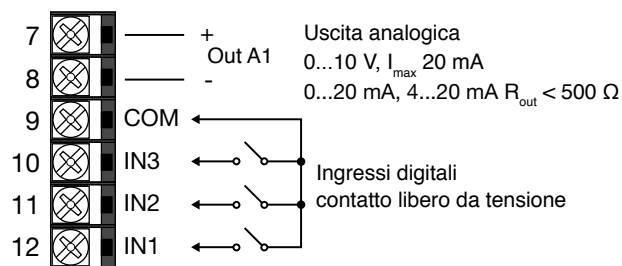 7 + Uscita analogica
Out A1 0...10 V, Imax 20 mA
8 - 0...20 mA, 4...20 mA Rout < 500 Ω
9 COM
10 IN3 Ingressi digitali
11 IN2 contatto libero da tensione
12 IN1